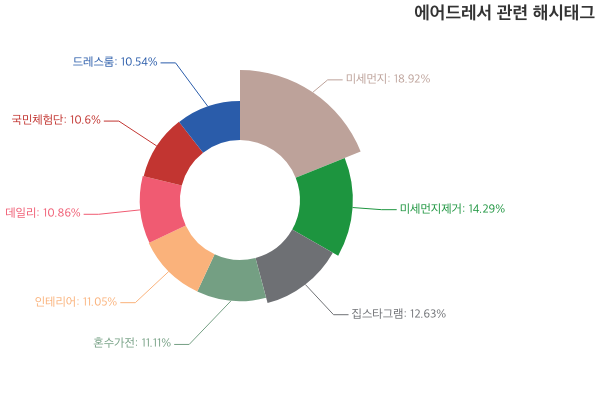 에어드레서 관련 해시태그
드레스룸: 10.54%
미세먼지: 18.92%
국민체험단: 10.6%
미세먼지제거: 14.29%
데일리: 10.86%
인테리어: 11.05%
집스타그램: 12.63%
혼수가전: 11.11%